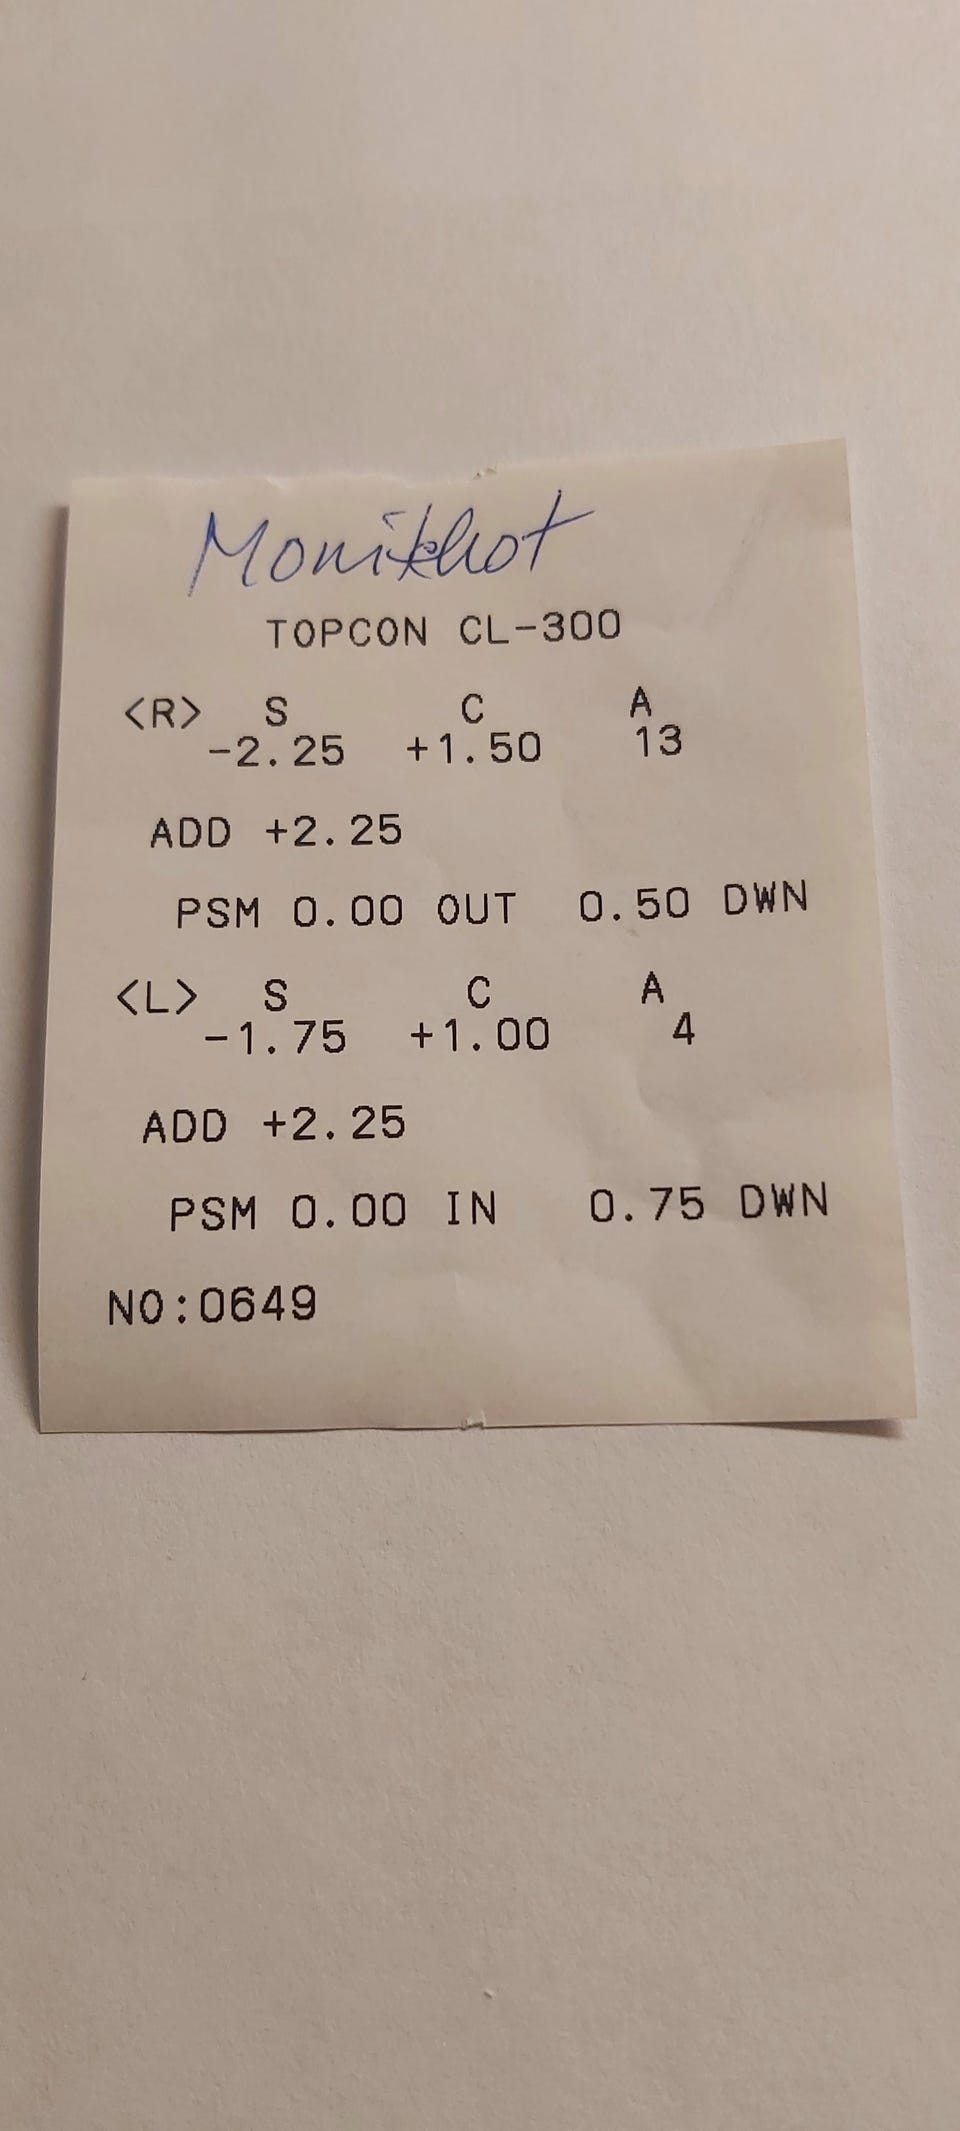 Monikhot
TOPCON CL-300
<R> S C A
-2.25 +1.50 13
ADD +2.25
PSM 0.00 OUT 0.50 DWN
<L> S C A
-1.75 +1.00 4
ADD +2.25
PSM 0.00 IN 0.75 DWN
NO:0649